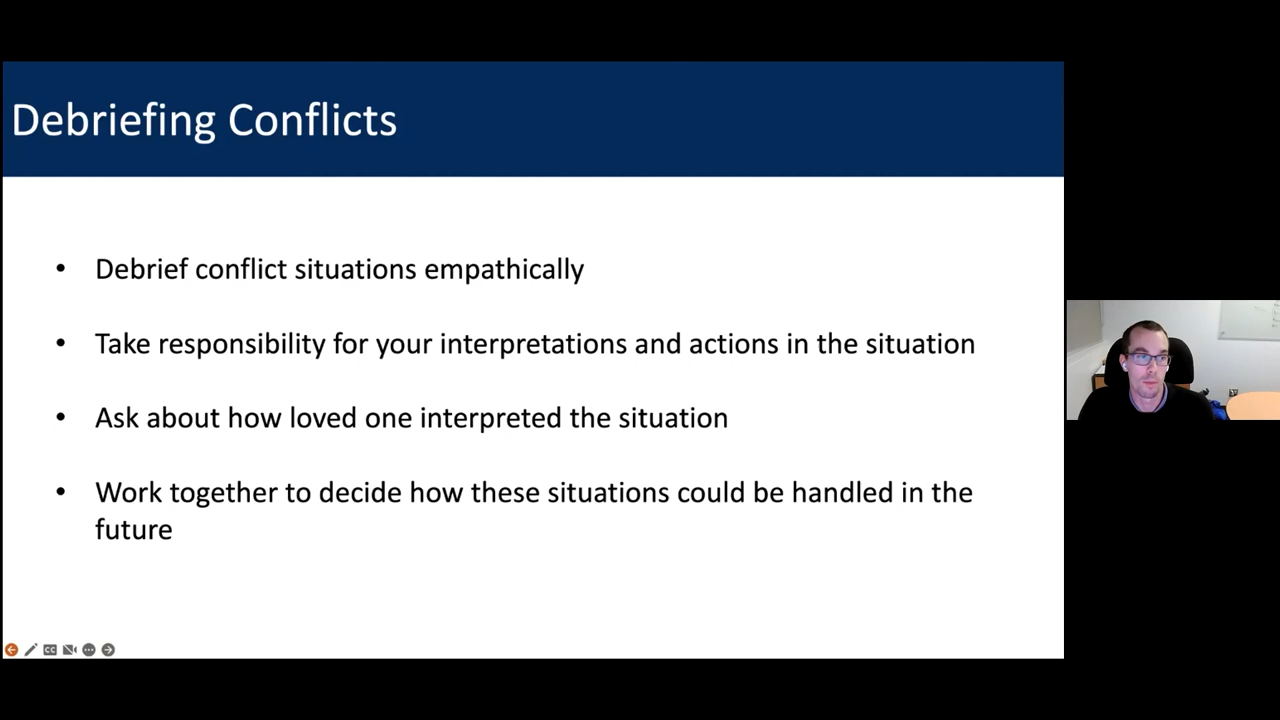 Debriefing Conflicts
• Debrief conflict situations empathically
• Take responsibility for your interpretations and actions in the situation
• Ask about how loved one interpreted the situation
• Work together to decide how these situations could be handled in the
future
CC